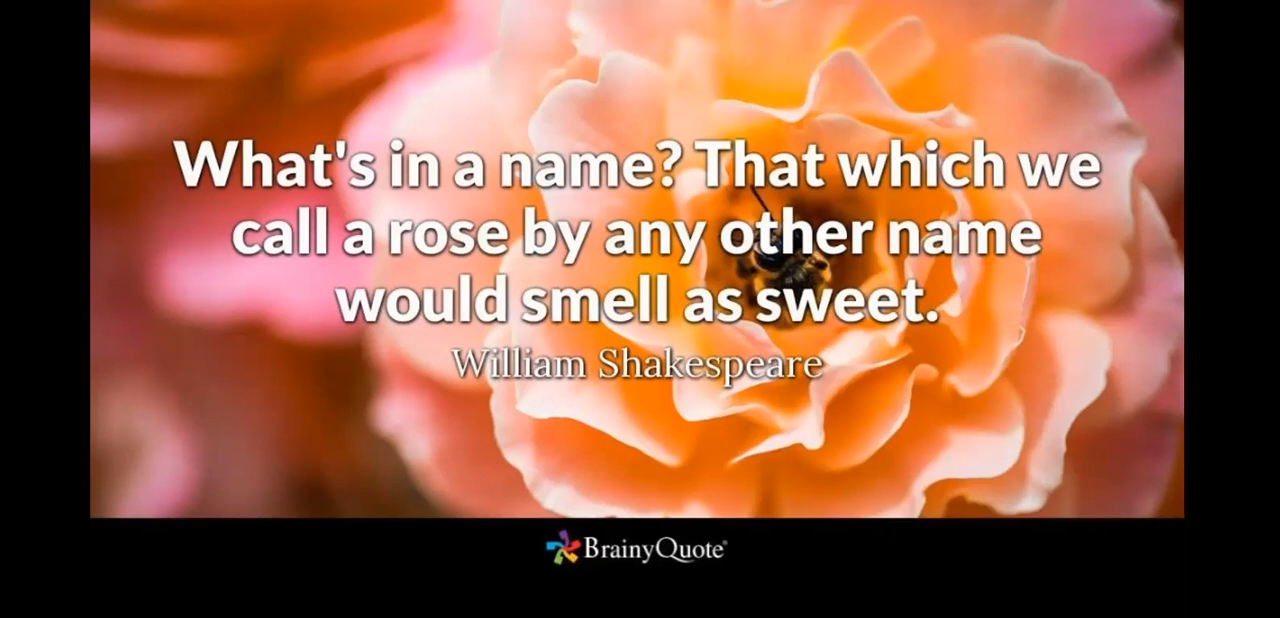 What's in a name? That which we
call a rose by any other name
would smell as sweet.
William Shakespeare
BrainyQuote®